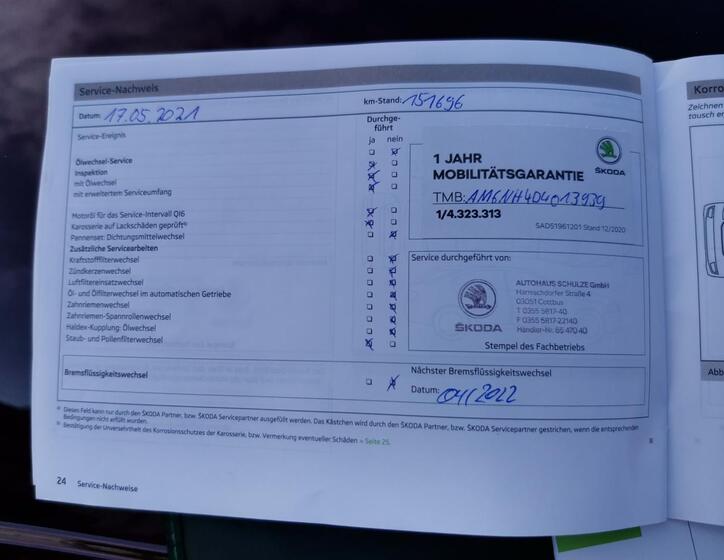 Service-Nachweis
Datum: 17.05.2021
km-Stand: 151696
Service-Ereignis
Durchge-
führt
ja nein
Ölwechsel-Service
Inspektion
mit Ölwechsel
mit erweitertem Serviceumfang
Motoröl für das Service-Intervall QI6
Karosserie auf Lackschäden geprüft
Pannenset: Dichtungsmittelwechsel
Zusätzliche Servicearbeiten
Kraftstofffilterwechsel
Zündkerzenwechsel
Luftfiltereinsatzwechsel
Öl- und Ölfilterwechsel im automatischen Getriebe
Zahnriemenwechsel
Zahnriemen-Spannrollenwechsel
Haldex-Kupplung: Ölwechsel
Staub- und Pollenfilterwechsel
Bremsflüssigkeitswechsel
1 JAHR
MOBILITÄTSGARANTIE
ŠKODA
TMB: AM6NH4D4013939
1/4.323.313
SAD51961201 Stand 12/2020
Service durchgeführt von:
ŠKODA
AUTOHAUS SCHULZE GmbH
Harnischdorfer Straße 4
03051 Cottbus
T 0355 5817-40
F 0355 5817-22140
Händler-Nr. 65 470 40
Stempel des Fachbetriebs
Nächster Bremsflüssigkeitswechsel
Datum: 04/2022
Dieses Feld kann nur durch den ŠKODA Partner, bzw. ŠKODA Servicepartner ausgefüllt werden. Das Kästchen wird durch den ŠKODA Partner, bzw. ŠKODA Servicepartner gestrichen, wenn die entsprechenden
Bedingungen nicht erfüllt wurden.
Bestätigung der Unversehrtheit des Korrosionsschutzes der Karosserie, bzw. Vermerkung eventueller Schäden » Seite 25.
24 Service-Nachweise
Korro
Zeichnen
tausch er
Abb